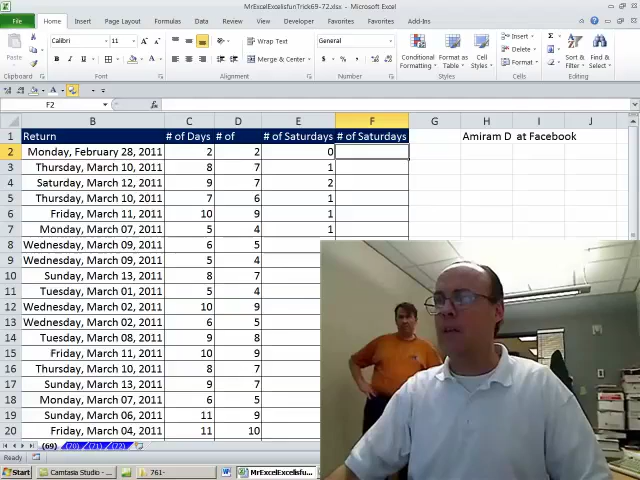 MrExcelExcelisfunTrick69-72.xlsx - Microsoft Excel
File Home Insert Page Layout Formulas Data Review View Developer Add-Ins
Calibri 11 Wrap Text General Insert
Paste Merge & Center Conditional Formatting Format as Table Cell Styles Delete Format Sort & Filter Find & Select
Clipboard Font Alignment Number Styles Cells Editing
F2 fx
B C D E F G H I J
1 Return # of Days # of # of Saturdays # of Saturdays Amiram D at Facebook
2 Monday, February 28, 2011 2 2 0
3 Thursday, March 10, 2011 8 7 1
4 Saturday, March 12, 2011 9 7 2
5 Thursday, March 10, 2011 7 6 1
6 Friday, March 11, 2011 10 9 1
7 Monday, March 07, 2011 5 4 1
8 Wednesday, March 09, 2011 6 5
9 Wednesday, March 09, 2011 5 4
10 Sunday, March 13, 2011 8 7
11 Tuesday, March 01, 2011 5 4
12 Wednesday, March 02, 2011 10 9
13 Wednesday, March 02, 2011 6 5
14 Tuesday, March 08, 2011 9 8
15 Friday, March 11, 2011 10 9
16 Thursday, March 10, 2011 8 7
17 Sunday, March 13, 2011 9 7
18 Monday, March 07, 2011 6 5
19 Sunday, March 06, 2011 11 9
20 Friday, March 04, 2011 11 10
(69) (70) (71) (72)
Start Camtasia Studio - 761- MrExcelExcelisfun...